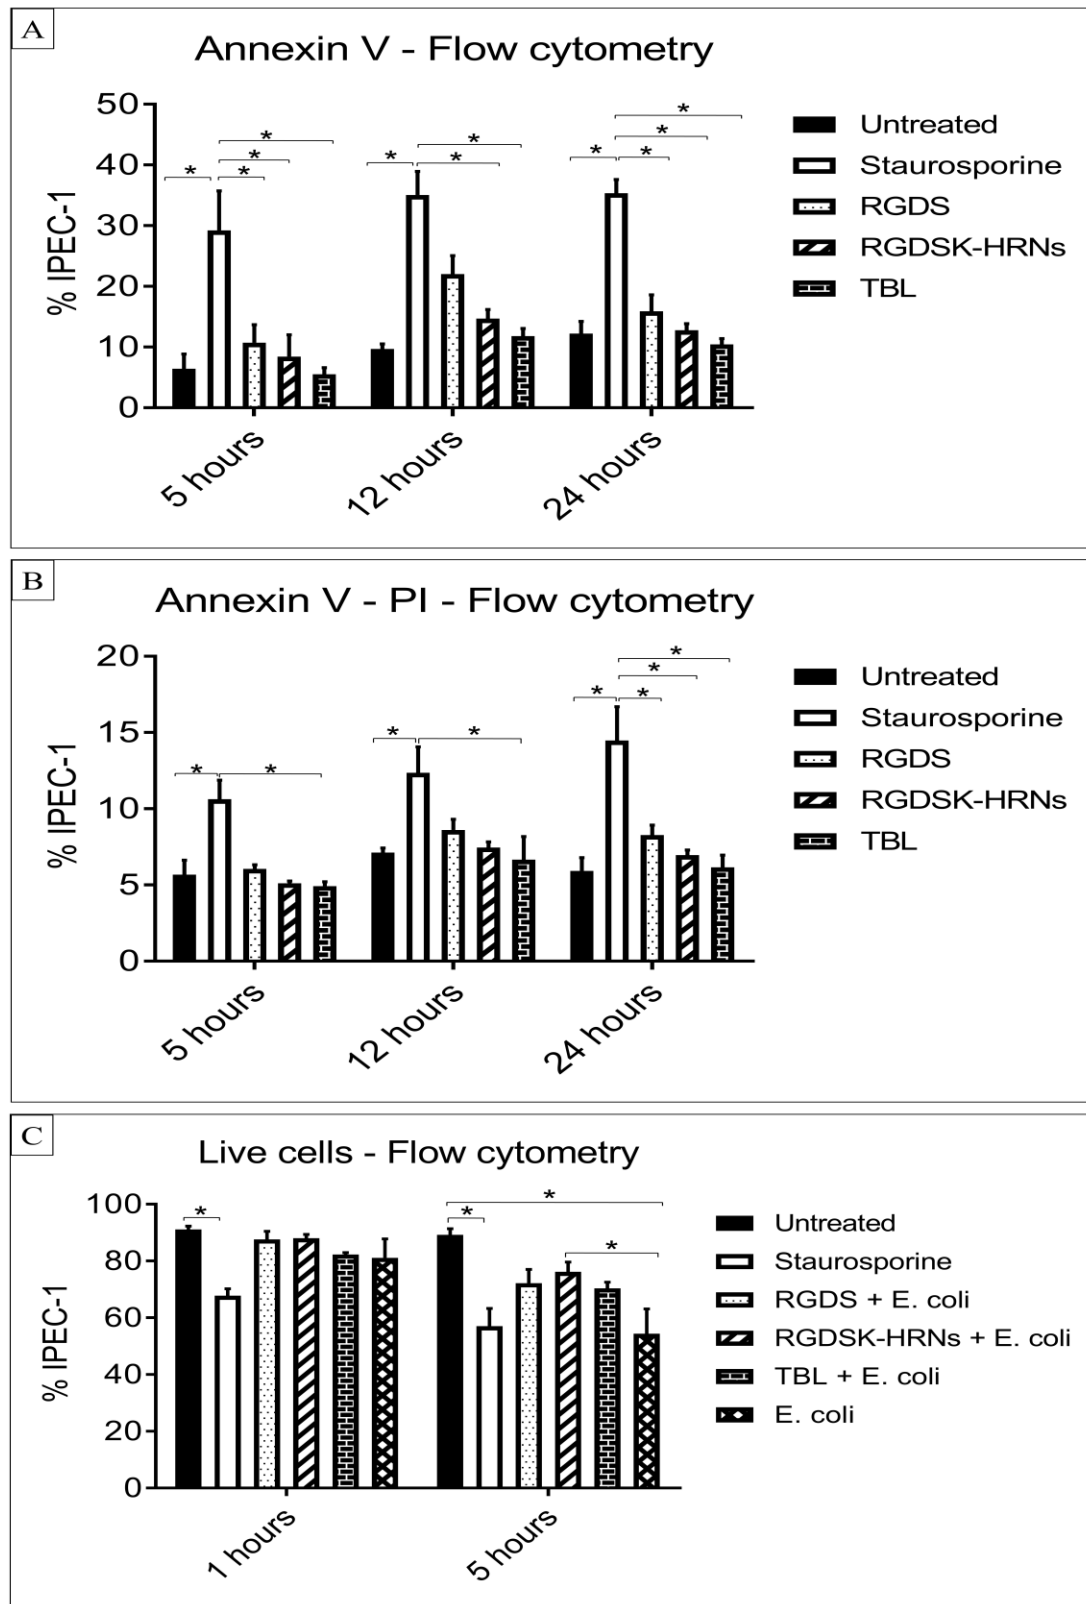 A
Annexin V - Flow cytometry
% IPEC-1
50
40
30
20
10
0
* * * * * * * * * * *
5 hours
12 hours
24 hours
Untreated
Staurosporine
RGDS
RGDSK-HRNs
TBL
B
Annexin V - PI - Flow cytometry
% IPEC-1
20
15
10
5
0
* * * * * * * *
5 hours
12 hours
24 hours
Untreated
Staurosporine
RGDS
RGDSK-HRNs
TBL
C
Live cells - Flow cytometry
% IPEC-1
100
80
60
40
20
0
* * * *
1 hours
5 hours
Untreated
Staurosporine
RGDS + E. coli
RGDSK-HRNs + E. coli
TBL + E. coli
E. coli